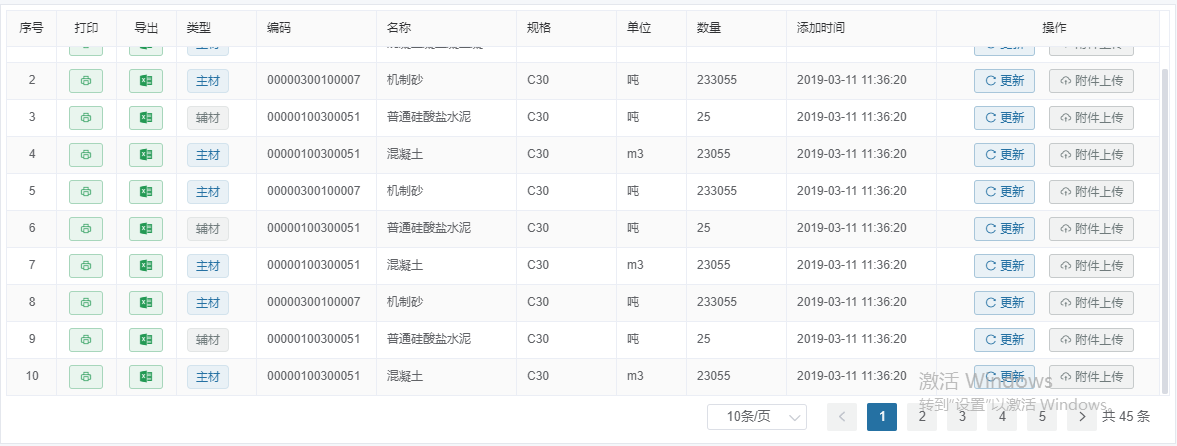 序号 打印 导出 类型 编码 名称 规格 单位 数量 添加时间 操作
2 主材 00000300100007 机制砂 C30 吨 233055 2019-03-11 11:36:20 更新 附件上传
3 辅材 00000100300051 普通硅酸盐水泥 C30 吨 25 2019-03-11 11:36:20 更新 附件上传
4 主材 00000100300051 混凝土 C30 m3 23055 2019-03-11 11:36:20 更新 附件上传
5 主材 00000300100007 机制砂 C30 吨 233055 2019-03-11 11:36:20 更新 附件上传
6 辅材 00000100300051 普通硅酸盐水泥 C30 吨 25 2019-03-11 11:36:20 更新 附件上传
7 主材 00000100300051 混凝土 C30 m3 23055 2019-03-11 11:36:20 更新 附件上传
8 主材 00000300100007 机制砂 C30 吨 233055 2019-03-11 11:36:20 更新 附件上传
9 辅材 00000100300051 普通硅酸盐水泥 C30 吨 25 2019-03-11 11:36:20 更新 附件上传
10 主材 00000100300051 混凝土 C30 m3 23055 2019-03-11 11:36:20 更新 附件上传
激活 Windows
转到"设置"以激活 Windows。
10条/页 1 2 3 4 5 共 45 条